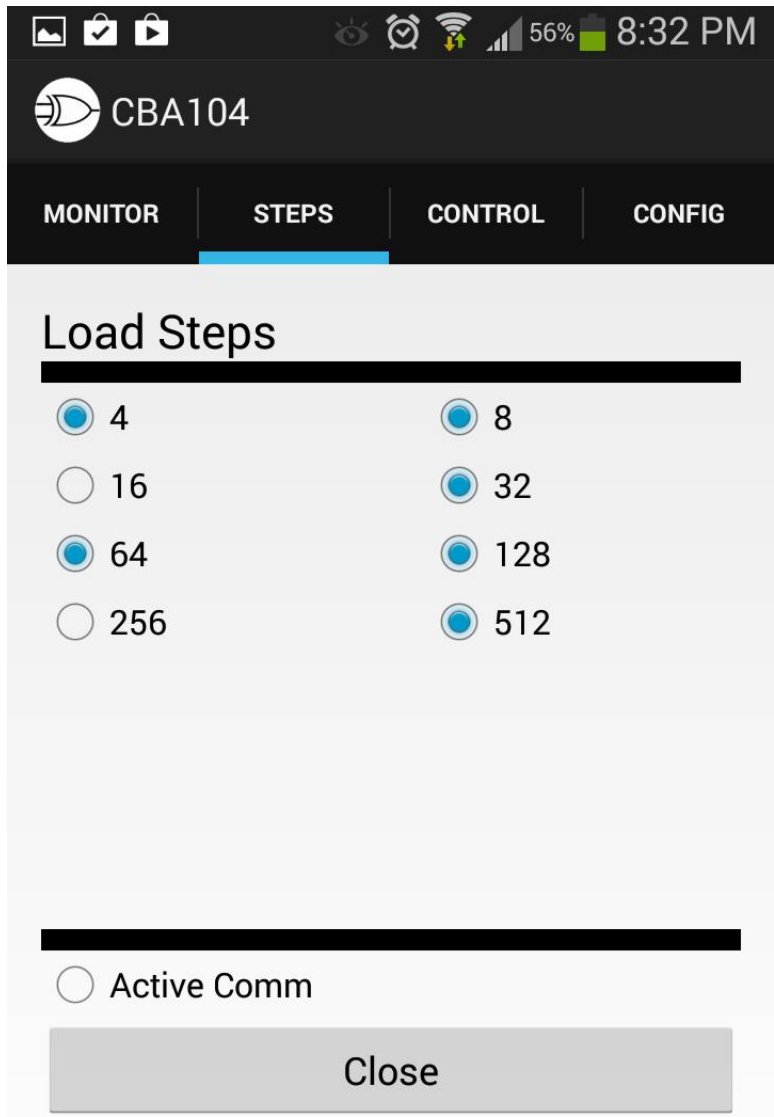 56% 8:32 PM
CBA104
MONITOR STEPS CONTROL CONFIG
Load Steps
4 8
16 32
64 128
256 512
Active Comm
Close